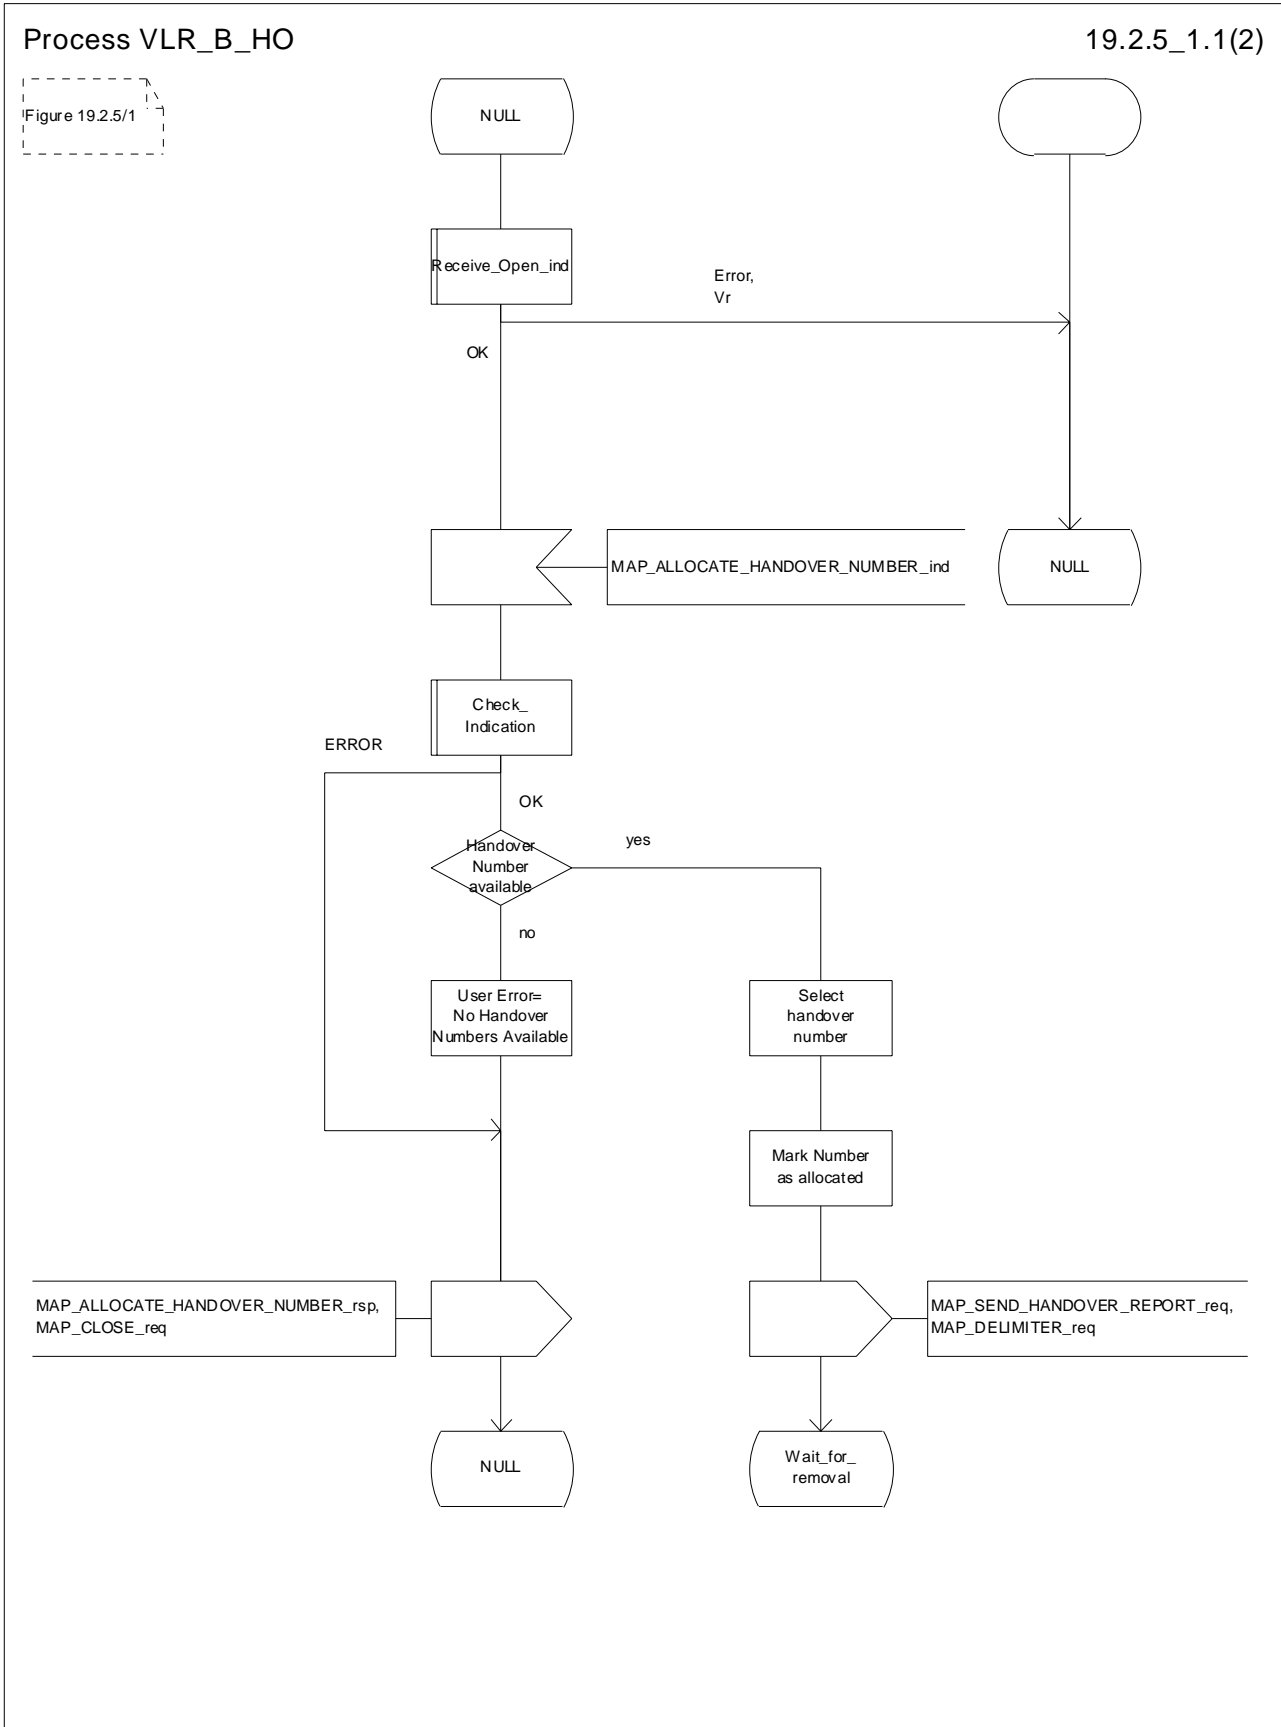 Process VLR_B_HO
19.2.5_1.1(2)
Figure 19.2.5/1
NULL
Receive_Open_ind
Error,
Vr
OK
MAP_ALLOCATE_HANDOVER_NUMBER_ind
NULL
Check_
Indication
ERROR
OK
Handover
Number
available
yes
no
User Error=
No Handover
Numbers Available
Select
handover
number
Mark Number
as allocated
MAP_ALLOCATE_HANDOVER_NUMBER_rsp,
MAP_CLOSE_req
MAP_SEND_HANDOVER_REPORT_req,
MAP_DELIMITER_req
NULL
Wait_for_
removal